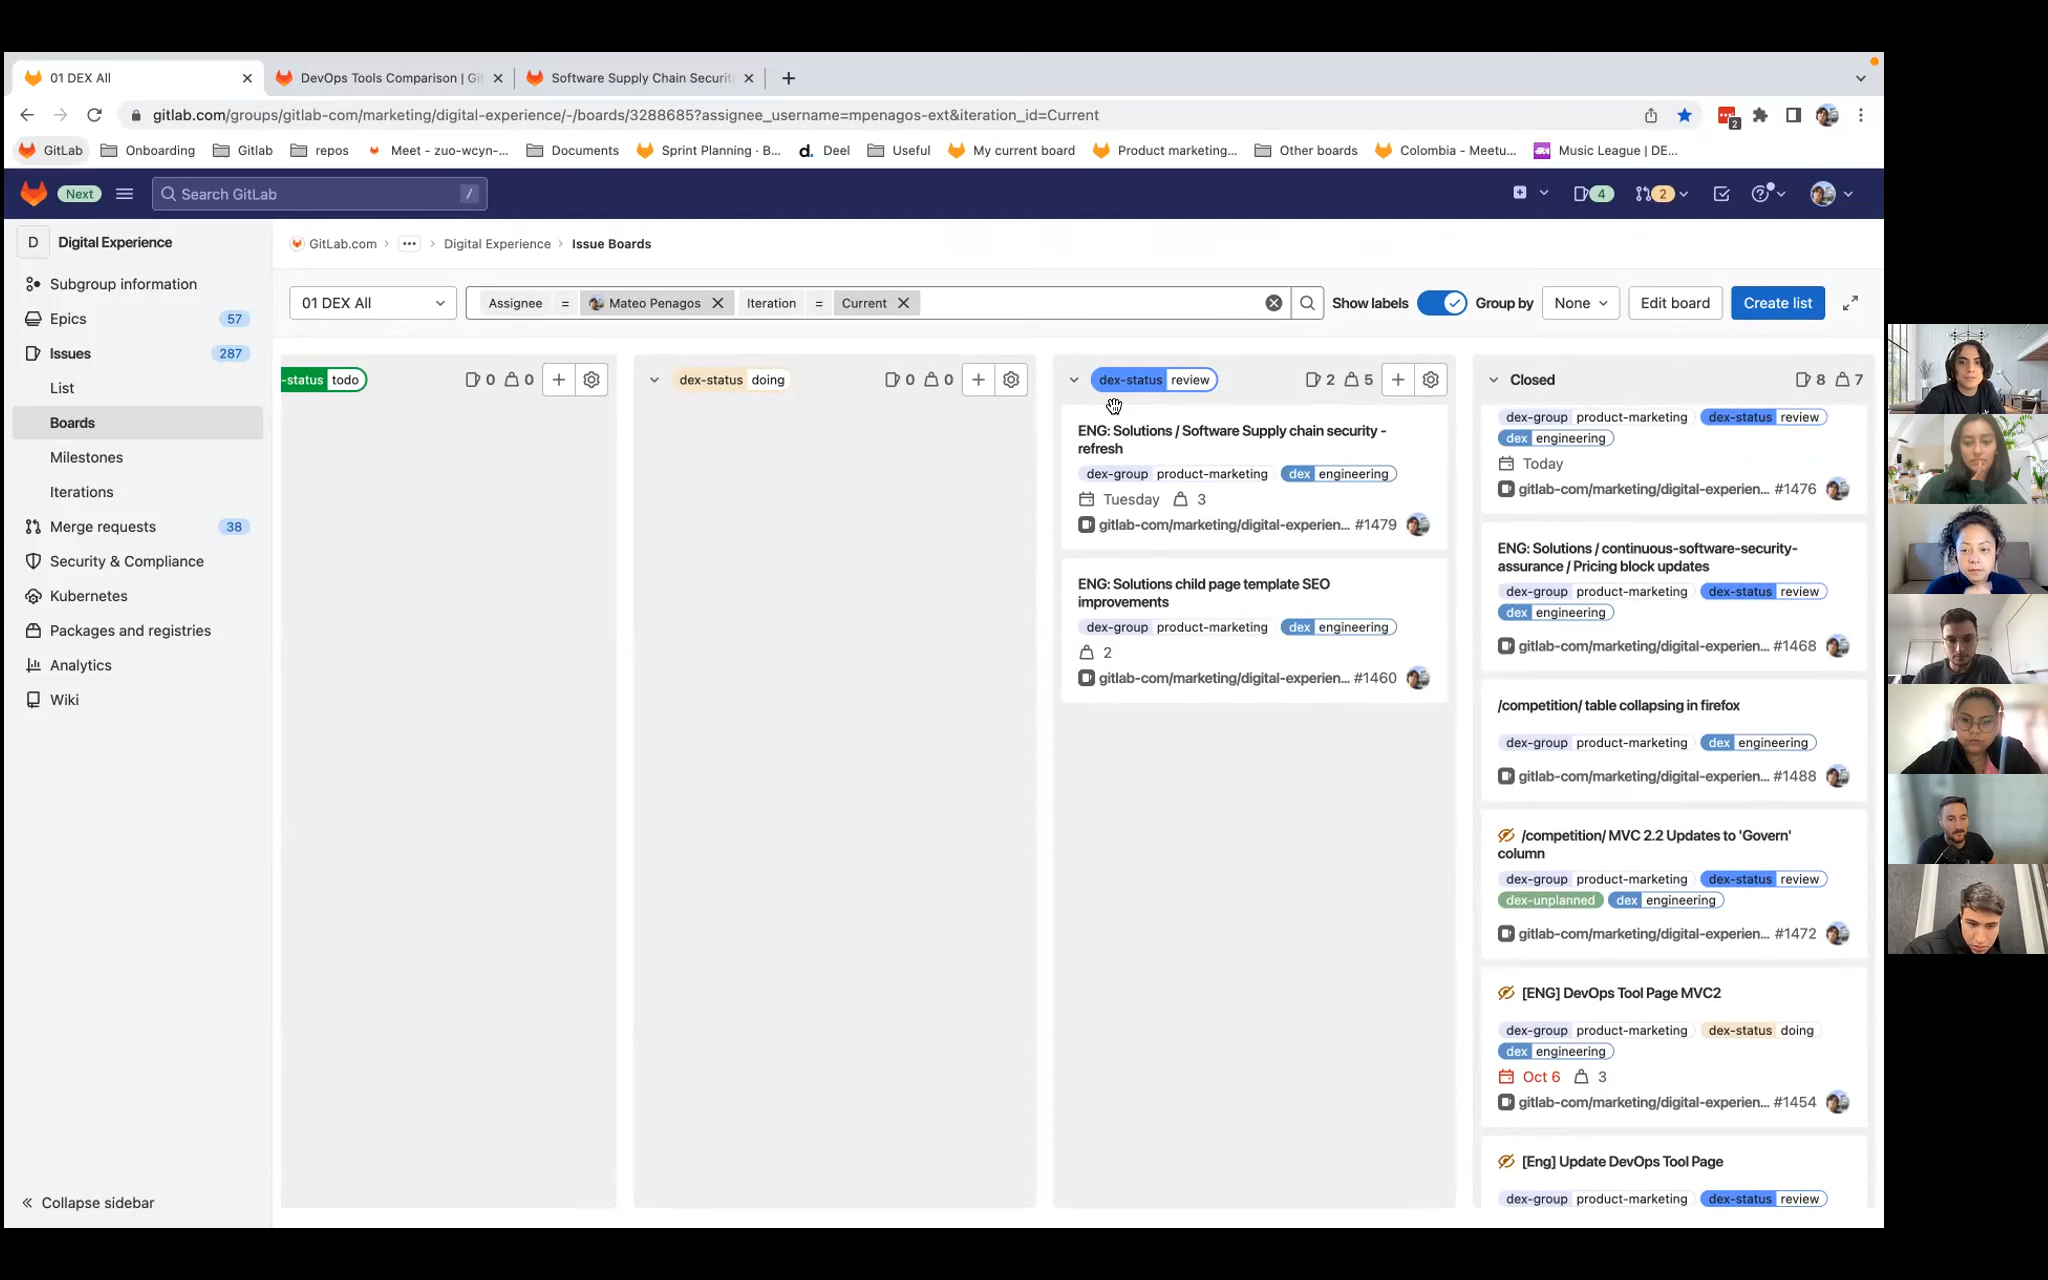 01 DEX All
DevOps Tools Comparison | Git
Software Supply Chain Securit
gitlab.com/groups/gitlab-com/marketing/digital-experience/-/boards/3288685?assignee_username=mpenagos-ext&iteration_id=Current
2
GitLab
Onboarding
Gitlab
repos
Meet - zuo-wcyn-...
Documents
Sprint Planning · B...
d. Deel
Useful
My current board
Product marketing...
Other boards
Colombia - Meetu...
Music League | DE...
Next
Search GitLab
/
4
2
D Digital Experience
Subgroup information
Epics 57
Issues 287
List
Boards
Milestones
Iterations
Merge requests 38
Security & Compliance
Kubernetes
Packages and registries
Analytics
Wiki
Collapse sidebar
GitLab.com > ... > Digital Experience > Issue Boards
01 DEX All
Assignee = Mateo Penagos Iteration = Current
Show labels
Group by
None
Edit board
Create list
-status todo 0 0
dex-status doing 0 0
dex-status review 2 5
ENG: Solutions / Software Supply chain security -
refresh
dex-group product-marketing dex engineering
Tuesday 3
gitlab-com/marketing/digital-experien... #1479
ENG: Solutions child page template SEO
improvements
dex-group product-marketing dex engineering
2
gitlab-com/marketing/digital-experien... #1460
Closed 8 7
dex-group product-marketing dex-status review
dex engineering
Today
gitlab-com/marketing/digital-experien... #1476
ENG: Solutions / continuous-software-security-
assurance / Pricing block updates
dex-group product-marketing dex-status review
dex engineering
gitlab-com/marketing/digital-experien... #1468
/competition/ table collapsing in firefox
dex-group product-marketing dex engineering
gitlab-com/marketing/digital-experien... #1488
/competition/ MVC 2.2 Updates to 'Govern'
column
dex-group product-marketing dex-status review
dex-unplanned dex engineering
gitlab-com/marketing/digital-experien... #1472
[ENG] DevOps Tool Page MVC2
dex-group product-marketing dex-status doing
dex engineering
Oct 6 3
gitlab-com/marketing/digital-experien... #1454
[Eng] Update DevOps Tool Page
dex-group product-marketing dex-status review